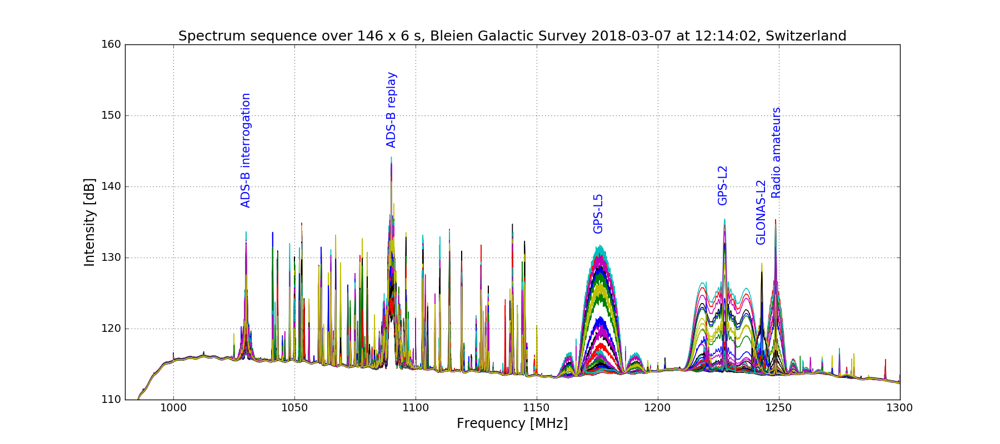 Spectrum sequence over 146 x 6 s, Bleien Galactic Survey 2018-03-07 at 12:14:02, Switzerland
160
150
140
130
120
110
Intensity [dB]
ADS-B interrogation
ADS-B replay
GPS-L5
GPS-L2
GLONAS-L2
Radio amateurs
1000
1050
1100
1150
1200
1250
1300
Frequency [MHz]